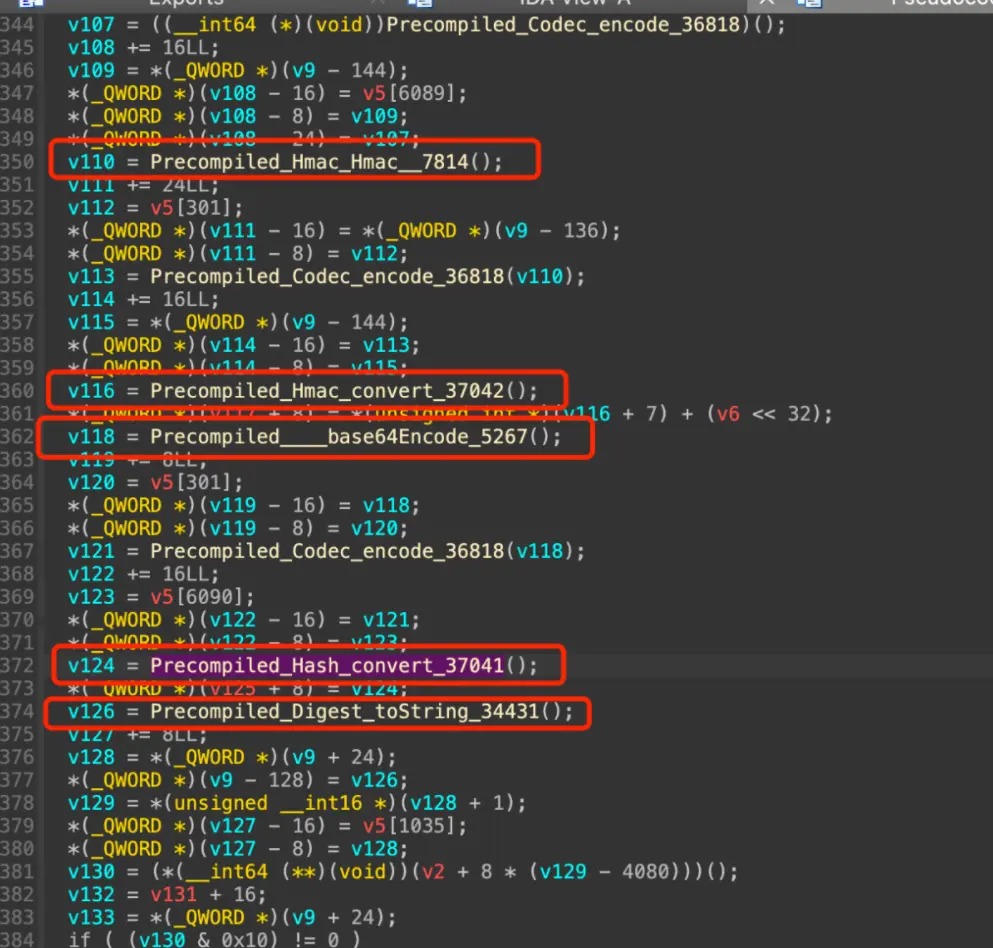 Exports IDA View-A Pseudoco
344 v107 = ((__int64 (*)(void))Precompiled_Codec_encode_36818)();
345 v108 += 16LL;
346 v109 = *(_QWORD *)(v9 - 144);
347 *(_QWORD *)(v108 - 16) = v5[6089];
348 *(_QWORD *)(v108 - 8) = v109;
349 *(_QWORD *)(v108 - 24) = v107;
350 v110 = Precompiled_Hmac_Hmac__7814();
351 v111 += 24LL;
352 v112 = v5[301];
353 *(_QWORD *)(v111 - 16) = *(_QWORD *)(v9 - 136);
354 *(_QWORD *)(v111 - 8) = v112;
355 v113 = Precompiled_Codec_encode_36818(v110);
356 v114 += 16LL;
357 v115 = *(_QWORD *)(v9 - 144);
358 *(_QWORD *)(v114 - 16) = v113;
359 *(_QWORD *)(v114 - 8) = v115;
360 v116 = Precompiled_Hmac_convert_37042();
361 *(_QWORD *)(v117 + 8) = *(unsigned int *)(v116 + 7) + (v6 << 32);
362 v118 = Precompiled____base64Encode_5267();
363 v119 += 8LL;
364 v120 = v5[301];
365 *(_QWORD *)(v119 - 16) = v118;
366 *(_QWORD *)(v119 - 8) = v120;
367 v121 = Precompiled_Codec_encode_36818(v118);
368 v122 += 16LL;
369 v123 = v5[6090];
370 *(_QWORD *)(v122 - 16) = v121;
371 *(_QWORD *)(v122 - 8) = v123;
372 v124 = Precompiled_Hash_convert_37041();
373 *(_QWORD *)(v125 + 8) = v124;
374 v126 = Precompiled_Digest_toString_34431();
375 v127 += 8LL;
376 v128 = *(_QWORD *)(v9 + 24);
377 *(_QWORD *)(v9 - 128) = v126;
378 v129 = *(unsigned __int16 *)(v128 + 1);
379 *(_QWORD *)(v127 - 16) = v5[1035];
380 *(_QWORD *)(v127 - 8) = v128;
381 v130 = (*(__int64 (**)(void))(v2 + 8 * (v129 - 4080)))();
382 v132 = v131 + 16;
383 v133 = *(_QWORD *)(v9 + 24);
384 if ( (v130 & 0x10) != 0 )